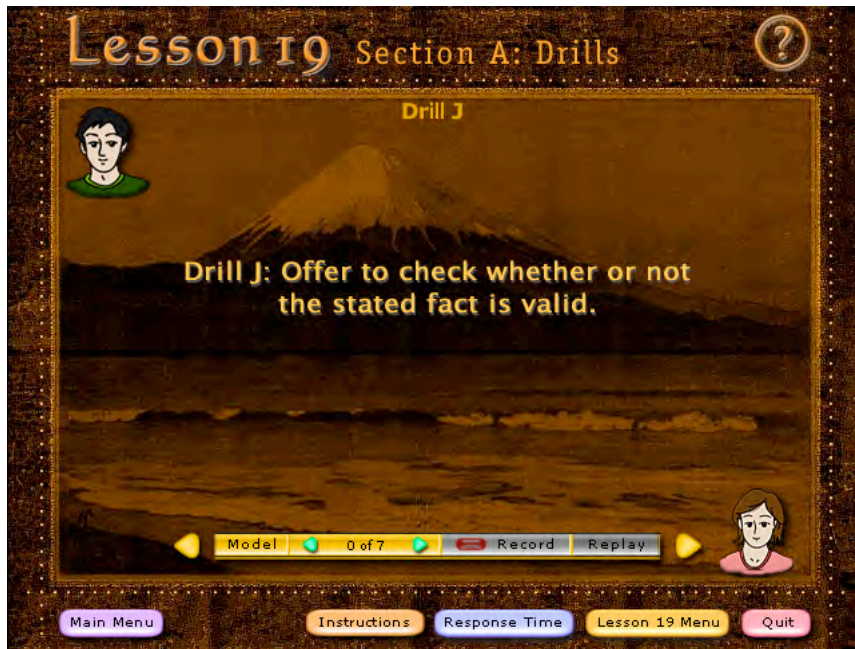 Lesson 19 Section A: Drills
?
Drill J
Drill J: Offer to check whether or not
the stated fact is valid.
Model 0 of 7 Record Replay
Main Menu Instructions Response Time Lesson 19 Menu Quit